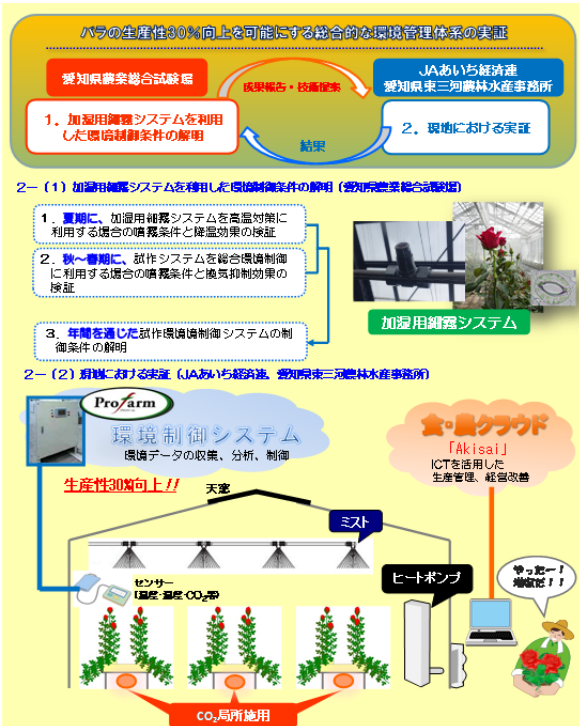 バラの生産性30%向上を可能にする総合的な環境管理体系の実証
愛知県農業総合試験場
成果報告・技術提案
JAあいち経済連
愛知県東三河農林水産事務所
1．加湿用細霧システムを利用
した環境制御条件の解明
2．現地における実証
結果
2－（1）加湿用細霧システムを利用した環境制御条件の解明（愛知県農業総合試験場）
1．夏期に、加湿用細霧システムを高温対策に
利用する場合の噴霧条件と降温効果の検証
2．秋～春期に、試作システムを総合環境制御
に利用する場合の噴霧条件と換気抑制効果の
検証
3．年間を通じた試作環境境制御システムの制
御条件の解明
加湿用細霧システム
2－（2）現地における実証（JAあいち経済連、愛知県東三河農林水産事務所）
Profarm
環境制御システム
環境データの収集、分析、制御
食・農クラウド
「Akisai」
ICTを活用した
生産管理、経営改善
生産性30%向上！！
天窓
ミスト
センサー
（温度・湿度・CO2等）
ヒートポンプ
やったー！
増収だ！！
CO2局所施用